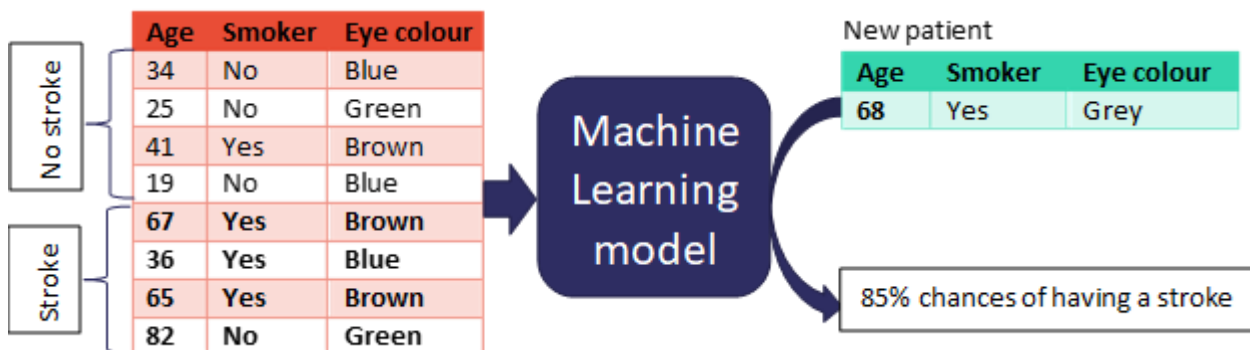 No stroke
Stroke
Age Smoker Eye colour
34 No Blue
25 No Green
41 Yes Brown
19 No Blue
67 Yes Brown
36 Yes Blue
65 Yes Brown
82 No Green
Machine
Learning
model
New patient
Age Smoker Eye colour
68 Yes Grey
85% chances of having a stroke